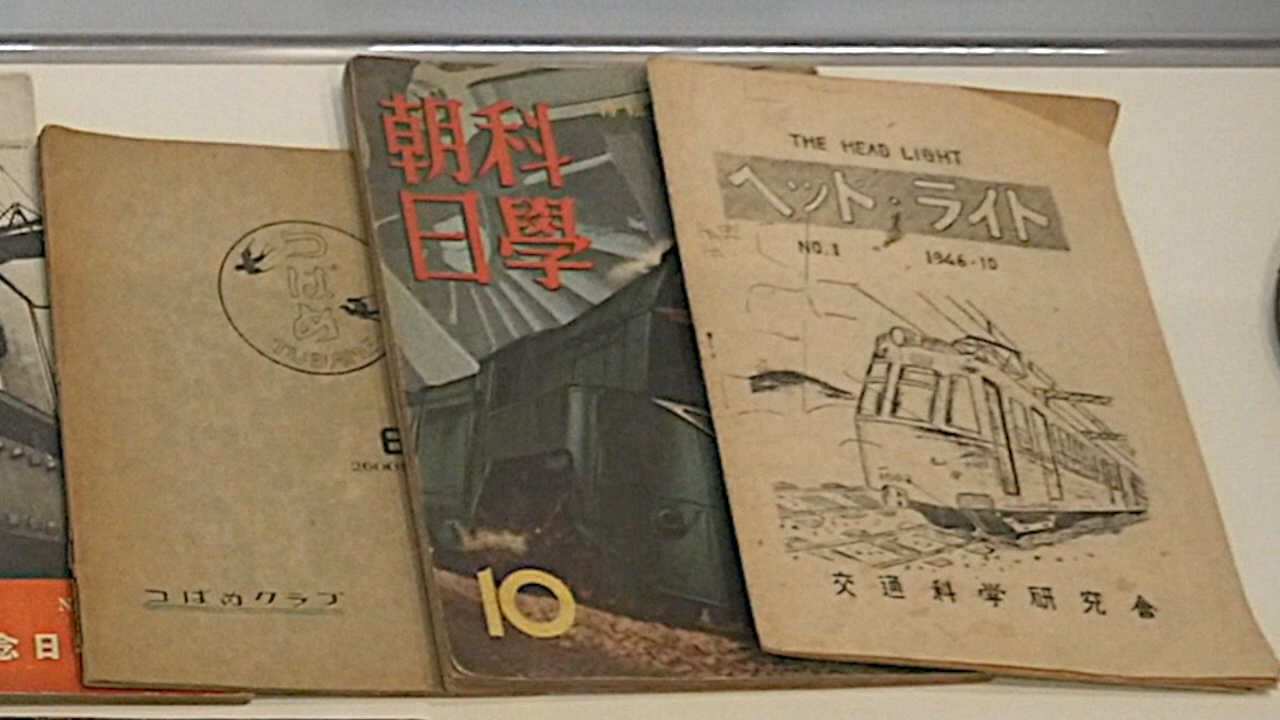 つばめ
つばめクラブ
科學
朝日
10
THE HEAD LIGHT
ヘッド・ライト
NO.1 1946-10
交通科学研究會
念日